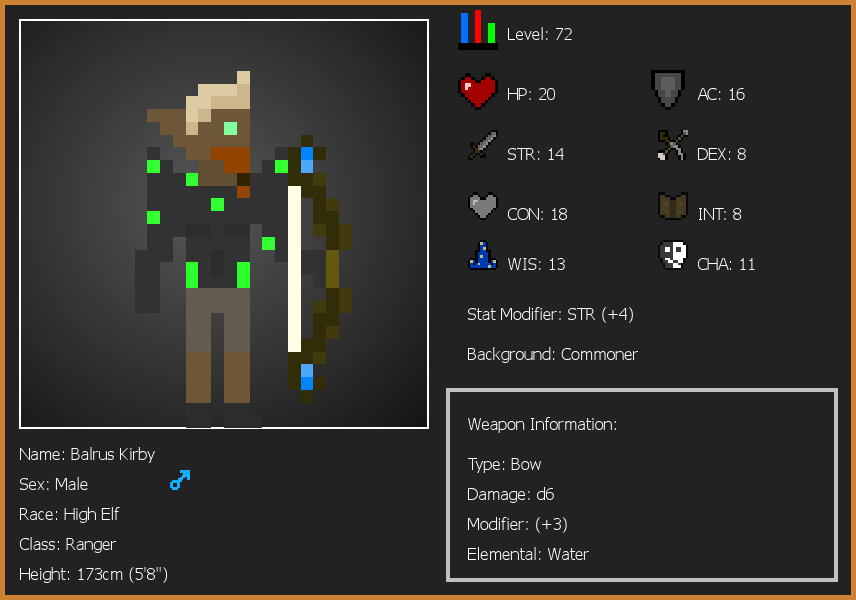 Level: 72
HP: 20
AC: 16
STR: 14
DEX: 8
CON: 18
INT: 8
WIS: 13
CHA: 11
Stat Modifier: STR (+4)
Background: Commoner
Weapon Information:
Type: Bow
Damage: d6
Modifier: (+3)
Elemental: Water
Name: Balrus Kirby
Sex: Male
Race: High Elf
Class: Ranger
Height: 173cm (5'8")